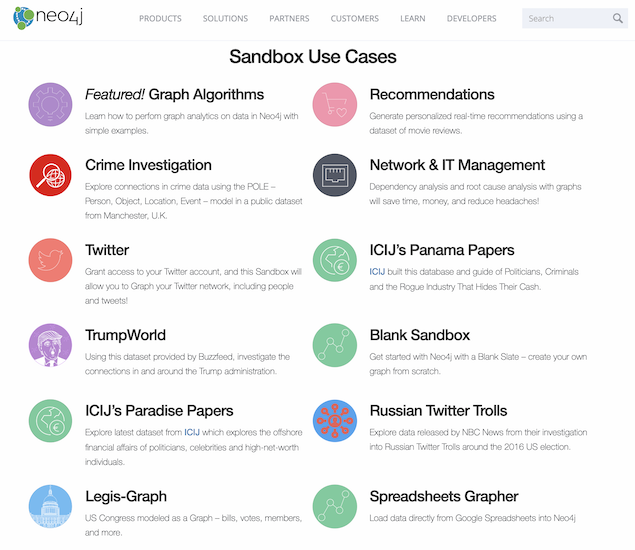 neo4j
PRODUCTS SOLUTIONS PARTNERS CUSTOMERS LEARN DEVELOPERS Search
Sandbox Use Cases
Featured! Graph Algorithms
Learn how to perfom graph analytics on data in Neo4j with
simple examples.
Recommendations
Generate personalized real-time recommendations using a
dataset of movie reviews.
Crime Investigation
Explore connections in crime data using the POLE –
Person, Object, Location, Event – model in a public dataset
from Manchester, U.K.
Network & IT Management
Dependency analysis and root cause analysis with graphs
will save time, money, and reduce headaches!
Twitter
Grant access to your Twitter account, and this Sandbox will
allow you to Graph your Twitter network, including people
and tweets!
ICIJ's Panama Papers
ICIJ built this database and guide of Politicians, Criminals
and the Rogue Industry That Hides Their Cash.
TrumpWorld
Using this dataset provided by Buzzfeed, investigate the
connections in and around the Trump administration.
Blank Sandbox
Get started with Neo4j with a Blank Slate – create your own
graph from scratch.
ICIJ's Paradise Papers
Explore latest dataset from ICIJ which explores the offshore
financial affairs of politicians, celebrities and high-net-worth
individuals.
Russian Twitter Trolls
Explore data released by NBC News from their investigation
into Russian Twitter Trolls around the 2016 US election.
Legis-Graph
US Congress modeled as a Graph – bills, votes, members,
and more.
Spreadsheets Grapher
Load data directly from Google Spreadsheets into Neo4j